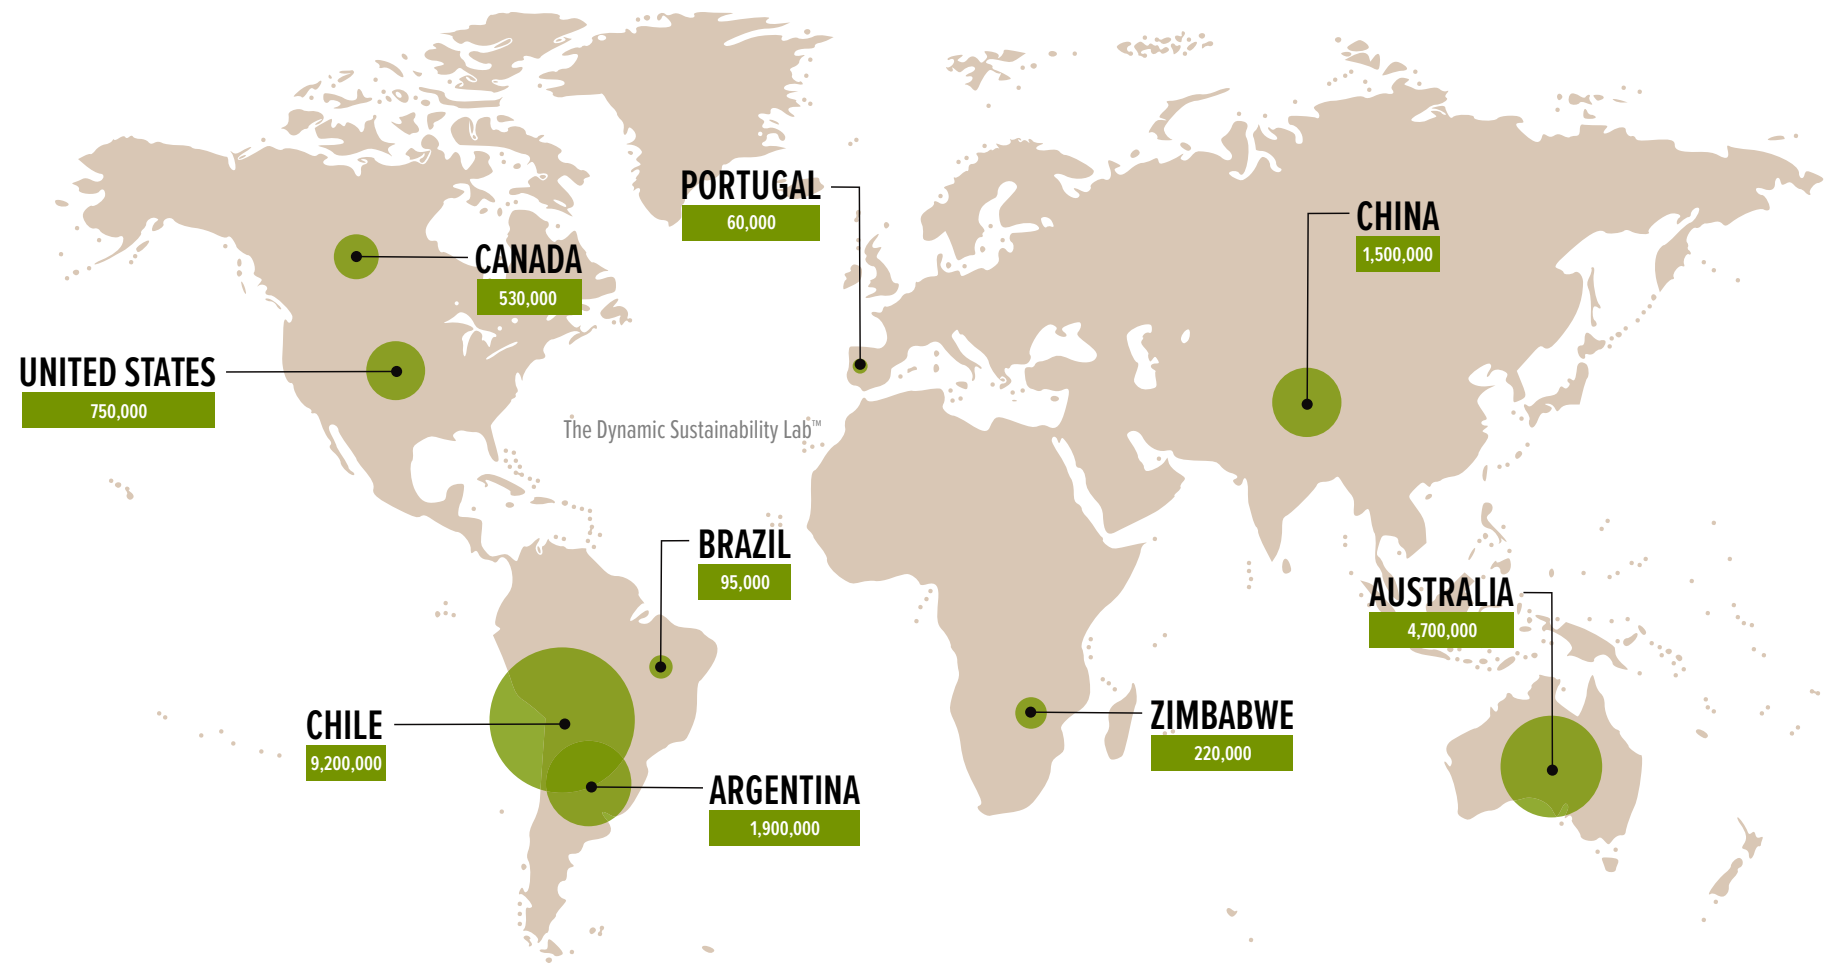 PORTUGAL
60,000
CHINA
1,500,000
CANADA
530,000
UNITED STATES
750,000
The Dynamic Sustainability Lab™
BRAZIL
95,000
AUSTRALIA
4,700,000
CHILE
9,200,000
ZIMBABWE
220,000
ARGENTINA
1,900,000